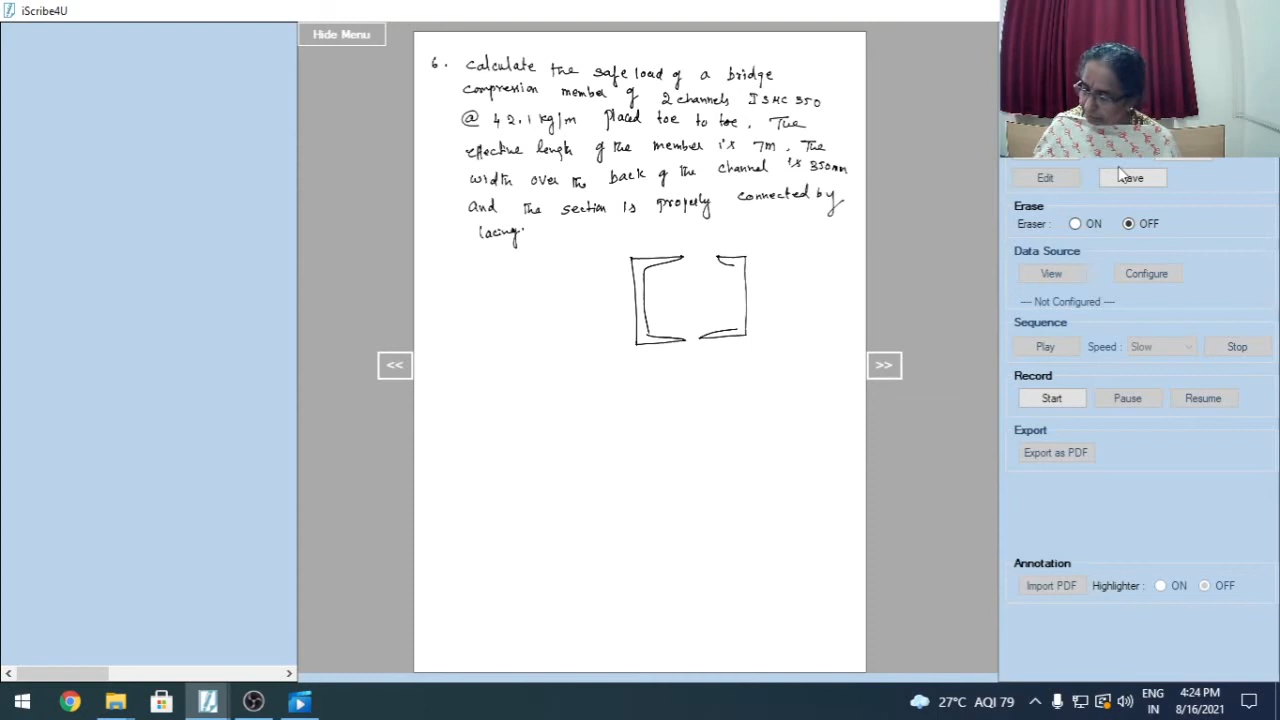 iScribe4U
Hide Menu
6. Calculate the safe load of a bridge
compression member of 2 channels ISMC 350
@ 42.1 kg/m placed toe to toe. The
effective length of the member is 7m. The
width over the back of the channel is 350mm
and the section is properly connected by
lacing.
<<
>>
Edit
Save
Erase
Eraser : ON OFF
Data Source
View Configure
--- Not Configured ---
Sequence
Play Speed : Slow Stop
Record
Start Pause Resume
Export
Export as PDF
Annotation
Import PDF Highlighter : ON OFF
27°C AQI 79
ENG
IN
4:24 PM
8/16/2021